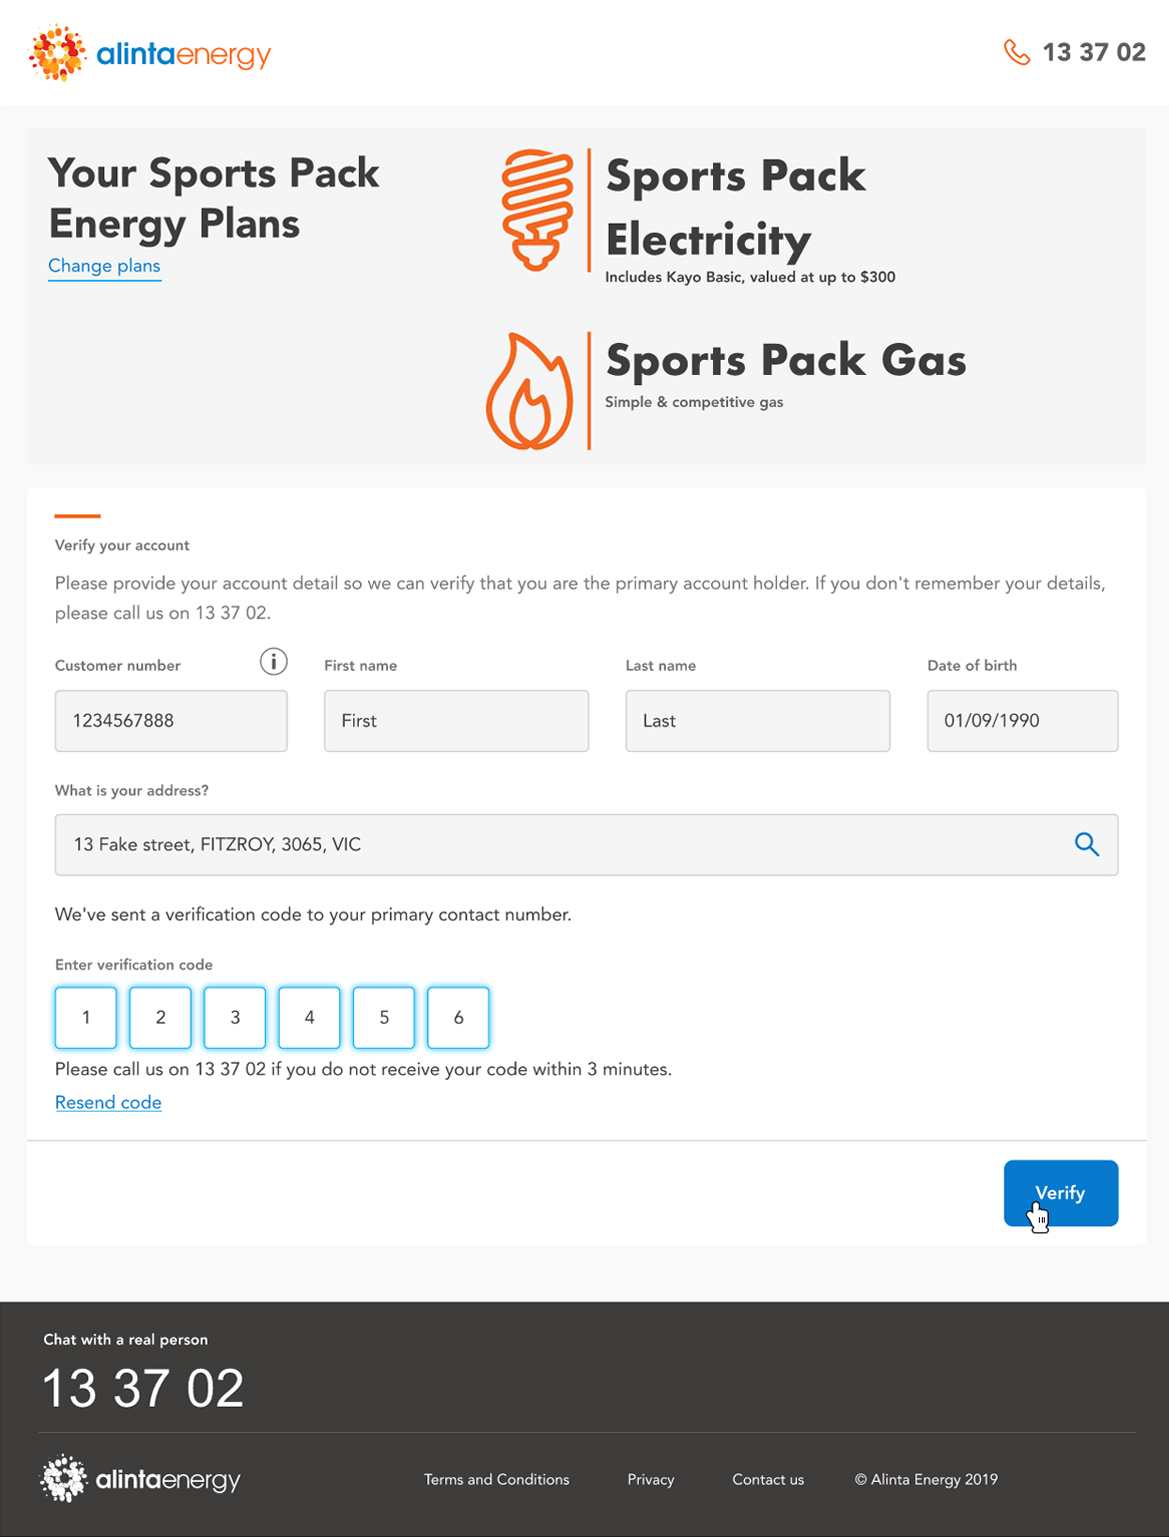 alintaenergy
13 37 02
Your Sports Pack
Energy Plans
Change plans
Sports Pack
Electricity
Includes Kayo Basic, valued at up to $300
Sports Pack Gas
Simple & competitive gas
Verify your account
Please provide your account detail so we can verify that you are the primary account holder. If you don't remember your details,
please call us on 13 37 02.
Customer number
i
First name
Last name
Date of birth
1234567888
First
Last
01/09/1990
What is your address?
13 Fake street, FITZROY, 3065, VIC
We've sent a verification code to your primary contact number.
Enter verification code
1 2 3 4 5 6
Please call us on 13 37 02 if you do not receive your code within 3 minutes.
Resend code
Verify
Chat with a real person
13 37 02
alintaenergy
Terms and Conditions
Privacy
Contact us
© Alinta Energy 2019